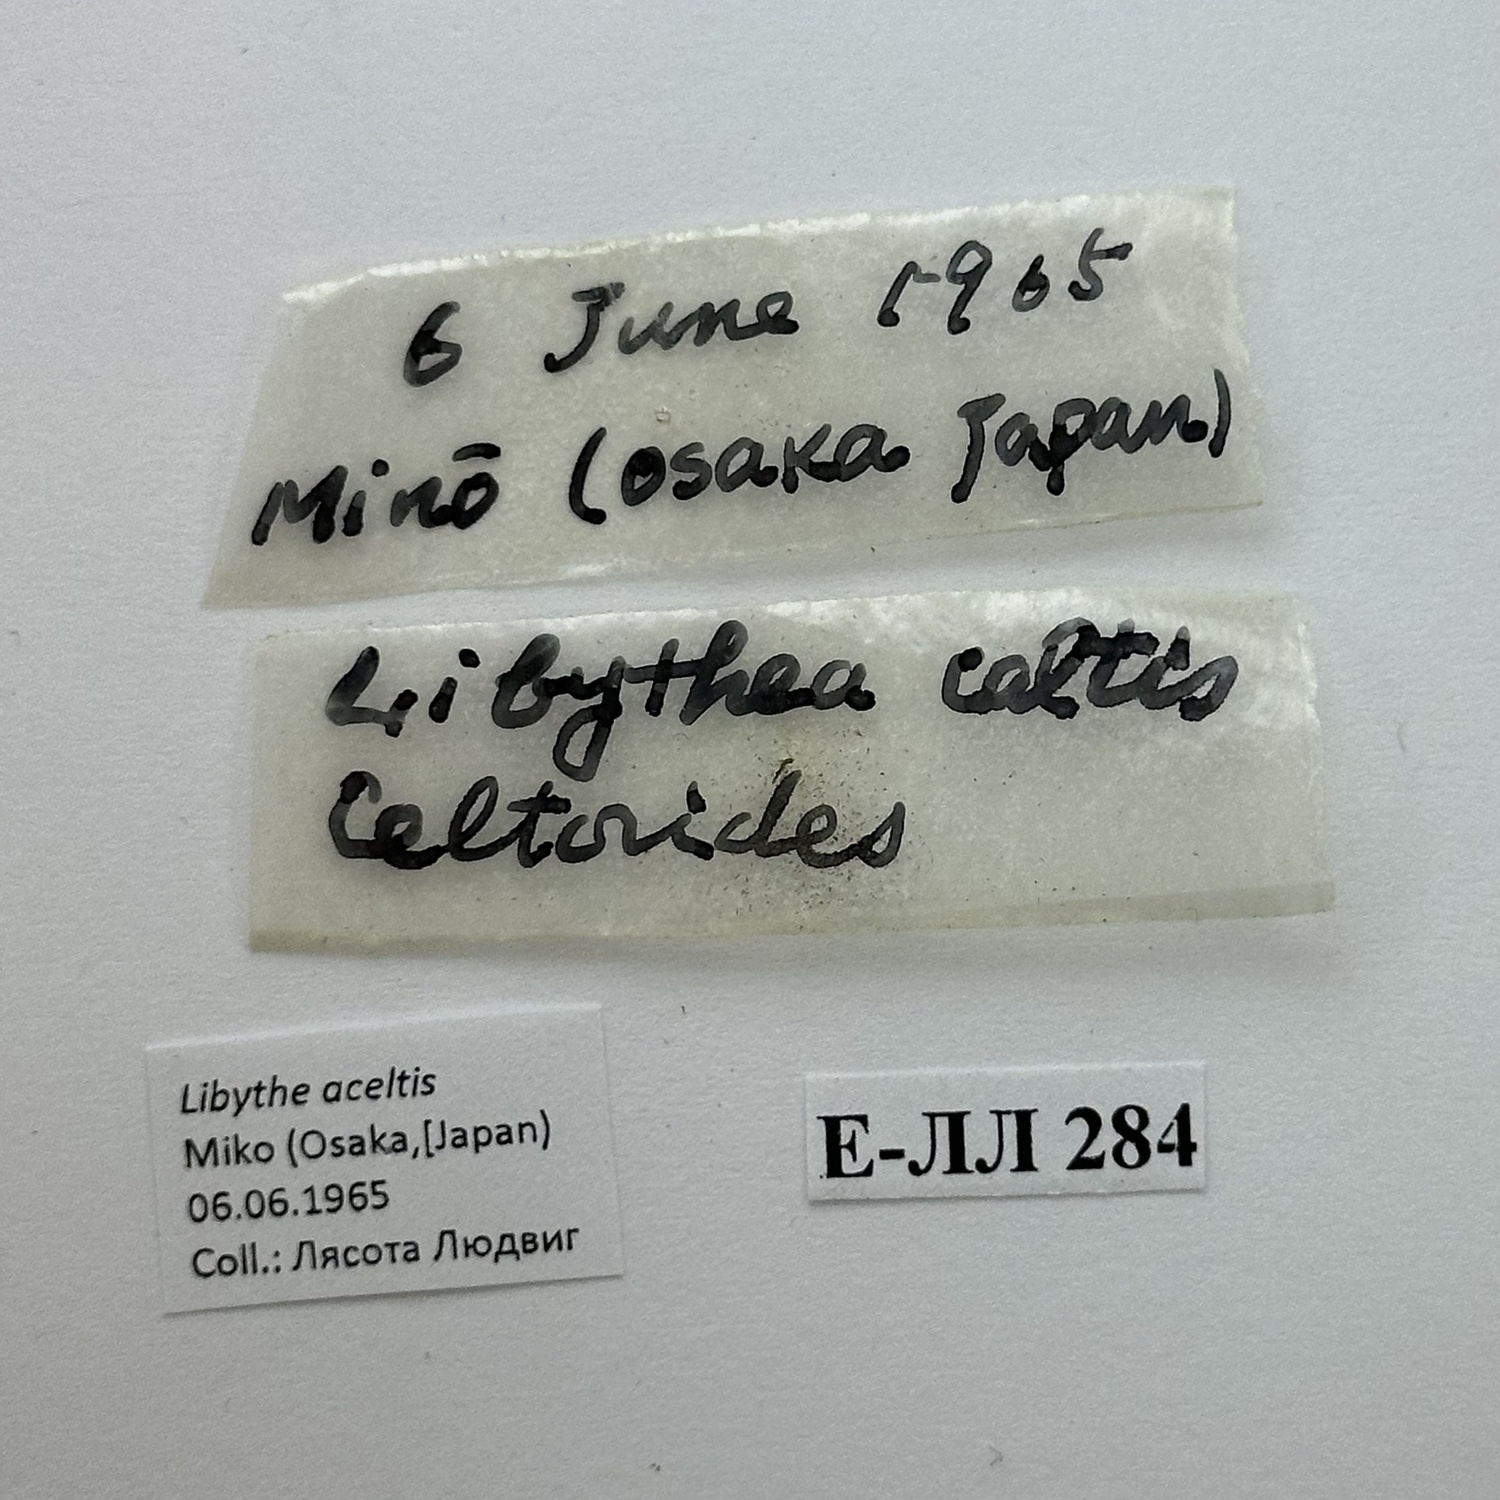 6 June 1965
Minō (Osaka Japan)
Libythea celtis
Celtoides
Libythe aceltis
Miko (Osaka,[Japan)
06.06.1965
Coll.: Лясота Людвиг
Е-ЛЛ 284